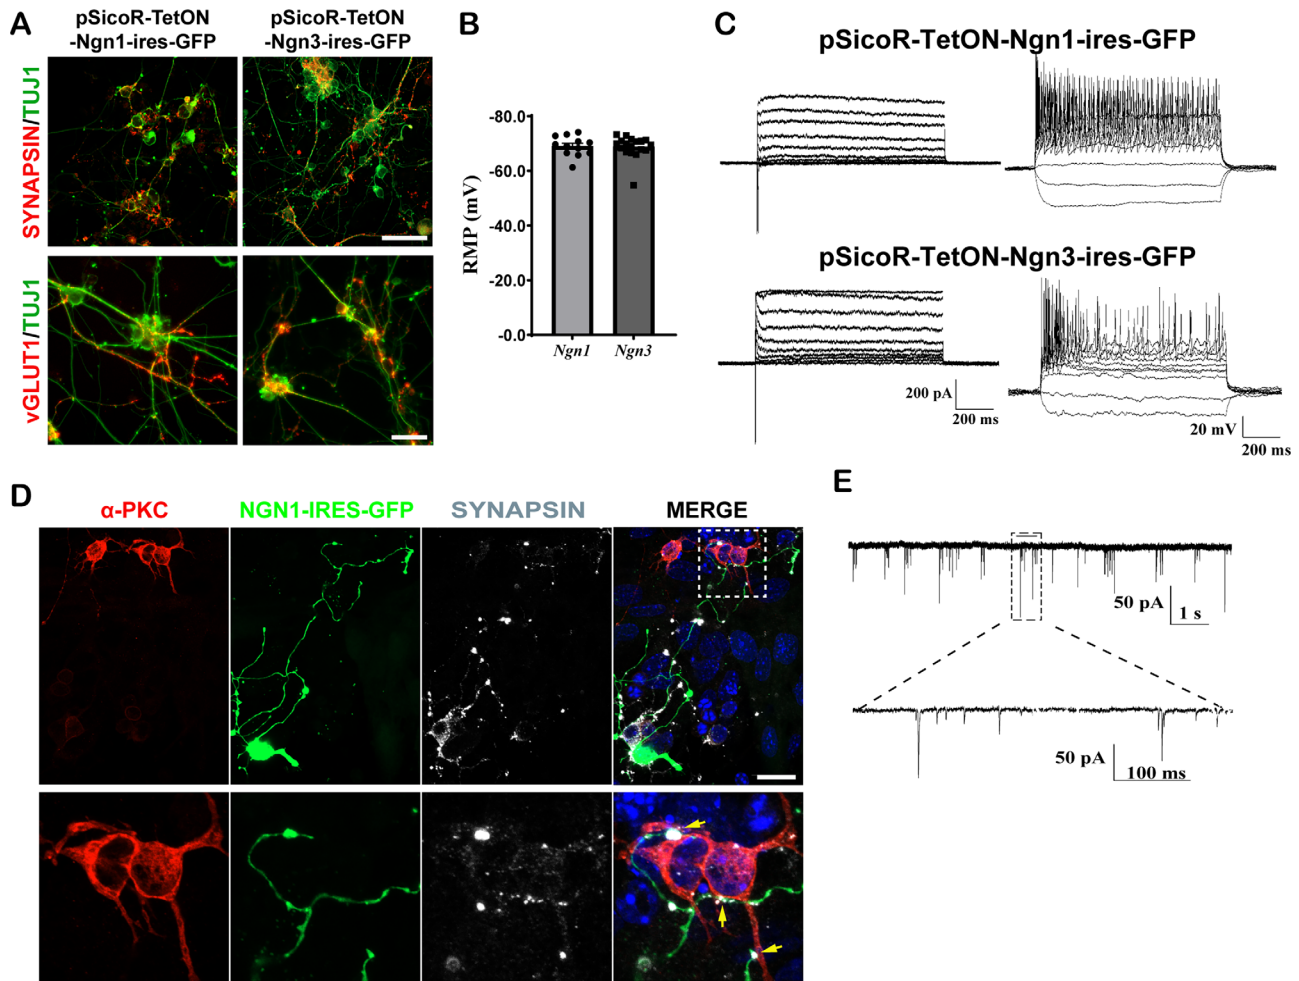 A
pSicoR-TetON
-Ngn1-ires-GFP
pSicoR-TetON
-Ngn3-ires-GFP
SYNAPSIN/TUJ1
vGLUT1/TUJ1
B
RMP (mV)
-80.0
-60.0
-40.0
-20.0
-0.0
Ngn1
Ngn3
C
pSicoR-TetON-Ngn1-ires-GFP
pSicoR-TetON-Ngn3-ires-GFP
200 pA
200 ms
20 mV
200 ms
D
α-PKC
NGN1-IRES-GFP
SYNAPSIN
MERGE
E
50 pA
1 s
50 pA
100 ms